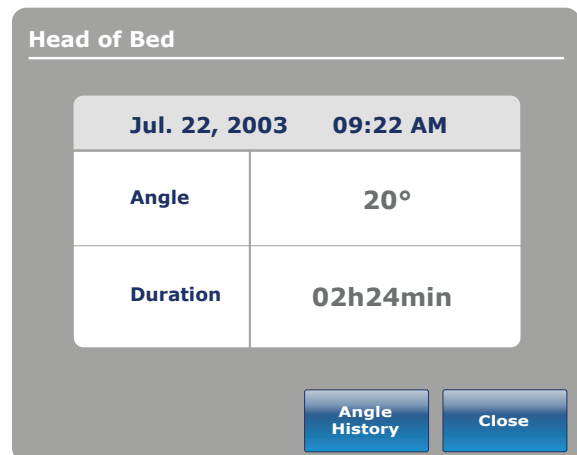 Head of Bed
Jul. 22, 2003 09:22 AM
Angle 20°
Duration 02h24min
Angle
History
Close